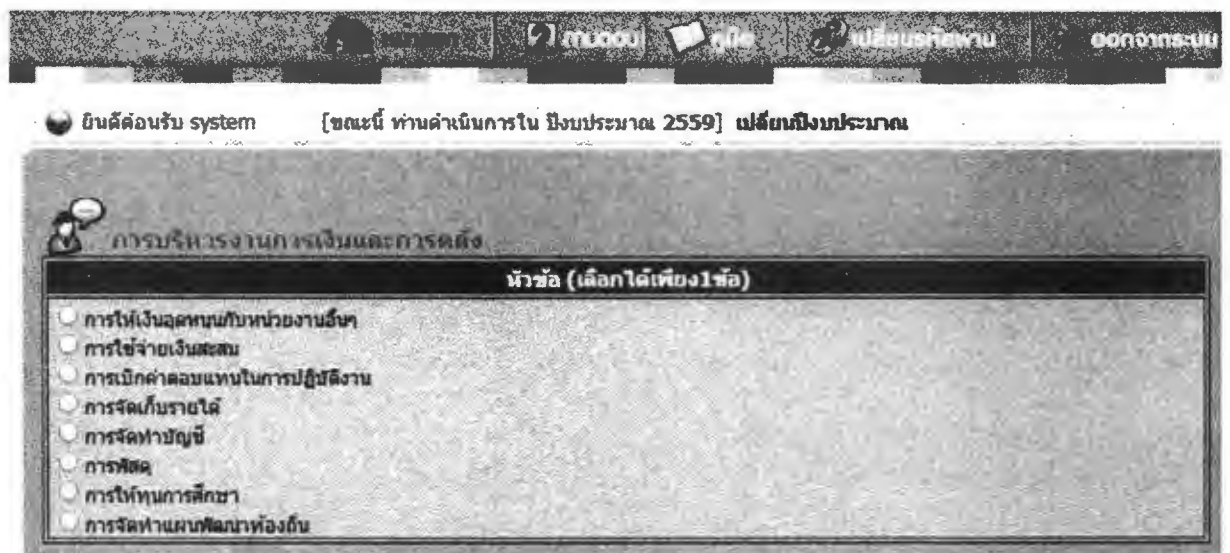 ถามตอบ คู่มือ เปลี่ยนรหัสผ่าน ออกจากระบบ
ยินดีต้อนรับ system [ขณะนี้ ท่านดำเนินการใน ปีงบประมาณ 2559] เปลี่ยนปีงบประมาณ
การบริหารงานการเงินและการคลัง
หัวข้อ (เลือกได้เพียง1ข้อ)
การให้เงินอุดหนุนกับหน่วยงานอื่นๆ
การใช้จ่ายเงินสะสม
การเบิกค่าตอบแทนในการปฏิบัติงาน
การจัดเก็บรายได้
การจัดทำบัญชี
การพัสดุ
การให้ทุนการศึกษา
การจัดทำแผนพัฒนาท้องถิ่น